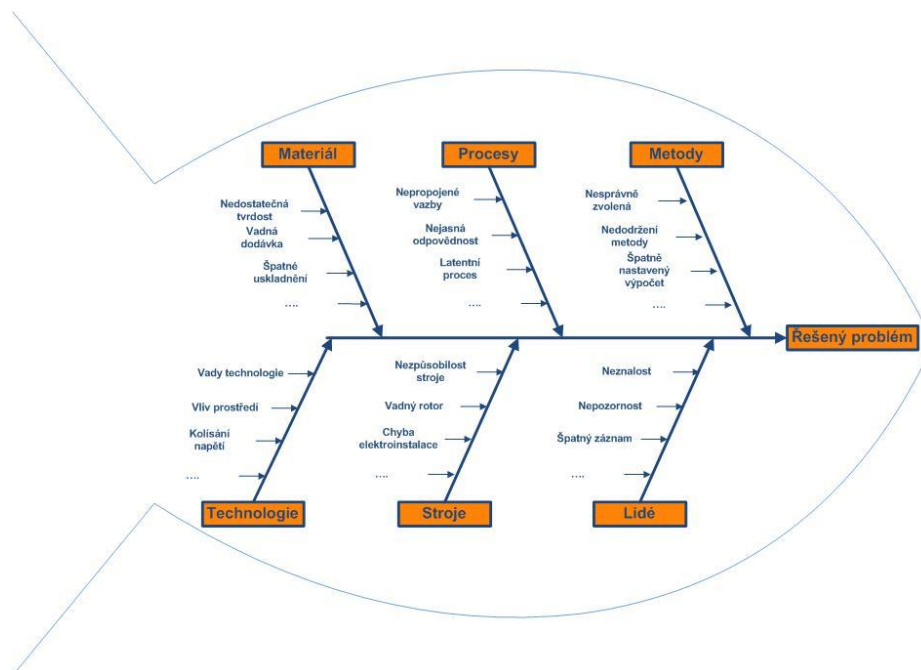 Materiál
Procesy
Metody
Nedostatečná
tvrdost
Vadná
dodávka
Špatné
uskladnění
....
Nepropojené
vazby
Nejasná
odpovědnost
Latentní
proces
....
Nesprávně
zvolená
Nedodržení
metody
Špatně
nastavený
výpočet
....
Řešený problém
Vady technologie
Vliv prostředí
Kolísání
napětí
....
Nezpůsobilost
stroje
Vadný rotor
Chyba
elektroinstalace
....
Neznalost
Nepozornost
Špatný záznam
....
Technologie
Stroje
Lidé